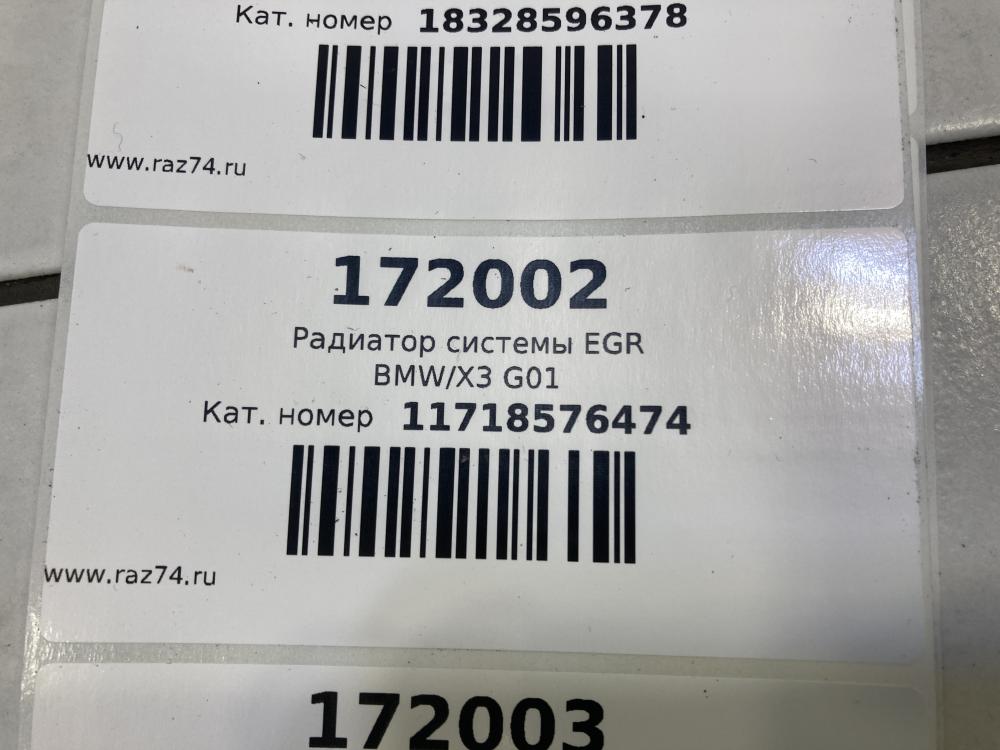 Кат. номер 18328596378
www.raz74.ru
172002
Радиатор системы EGR
BMW/X3 G01
Кат. номер 11718576474
www.raz74.ru
172003